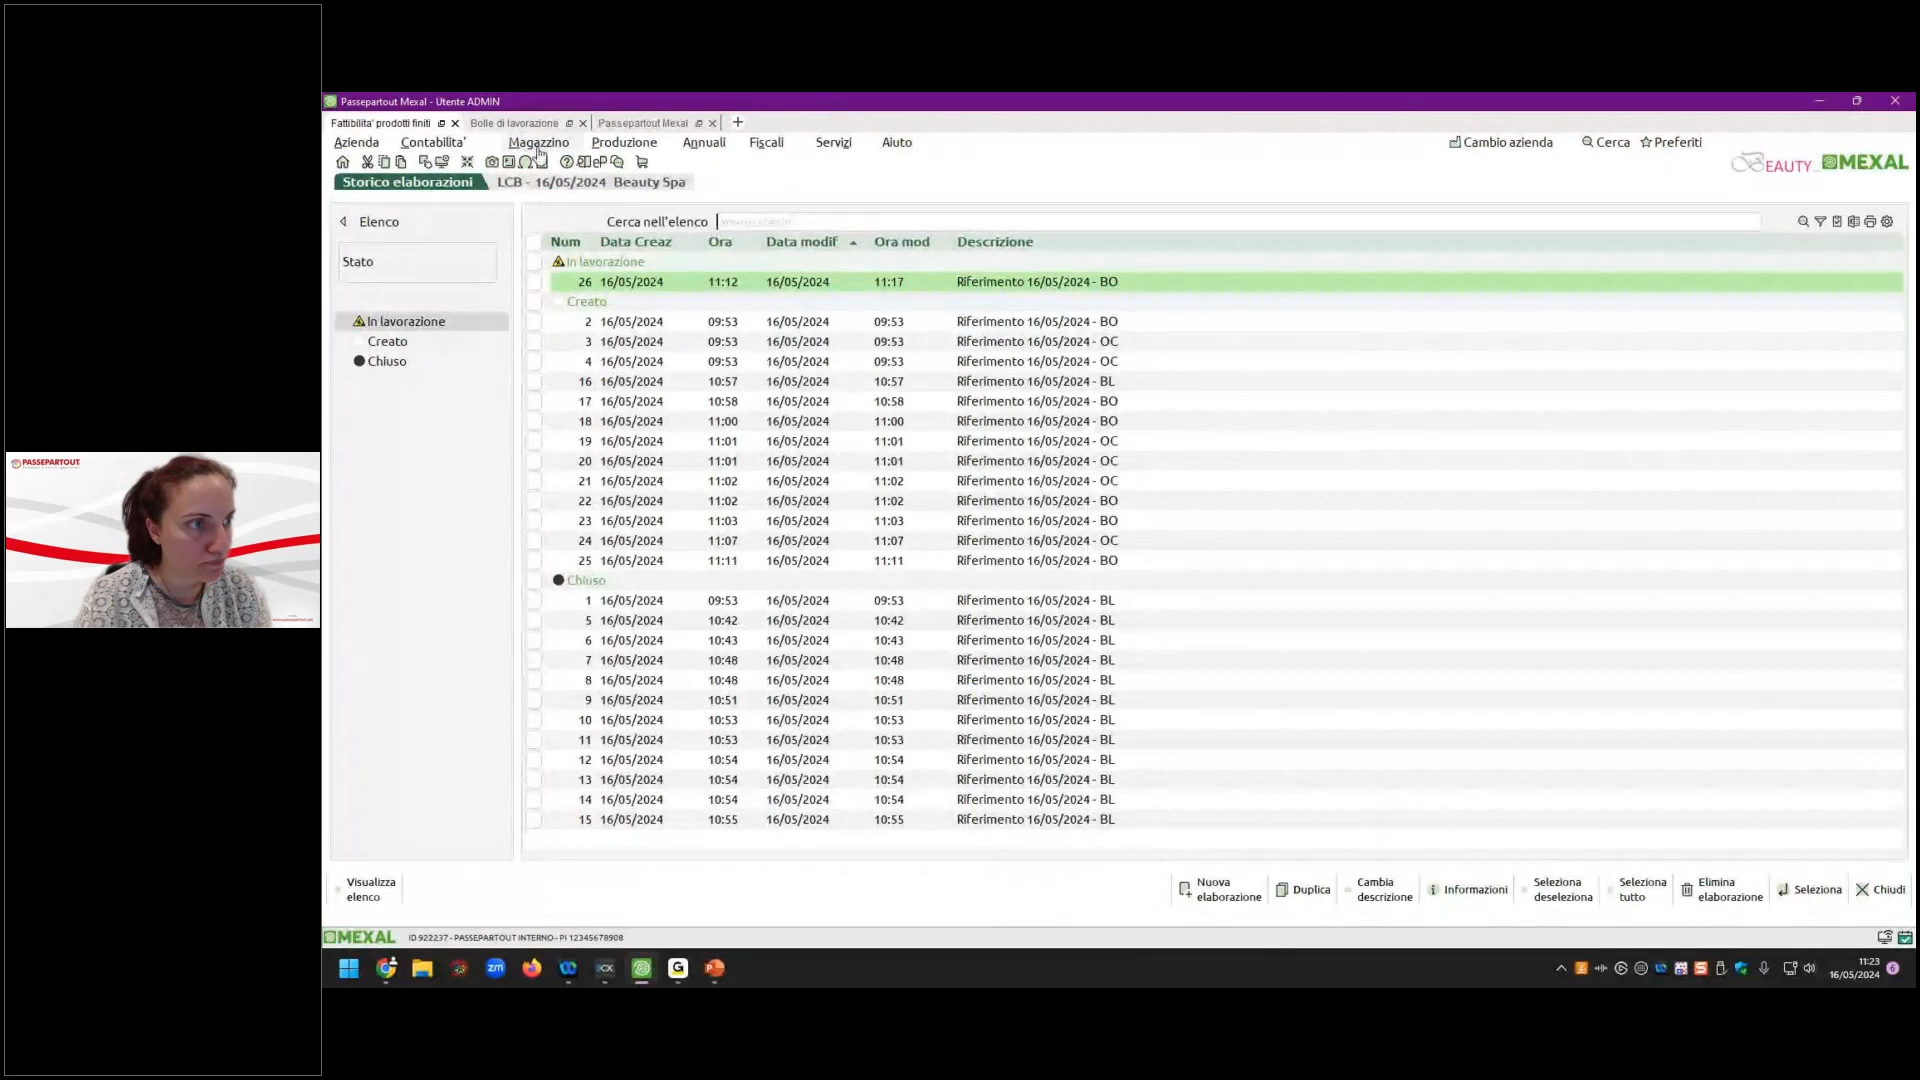 Passepartout Mexal - Utente ADMIN
Fattibilita' prodotti finiti Bolle di lavorazione Passepartout Mexal
Azienda Contabilita' Magazzino Produzione Annuali Fiscali Servizi Aiuto Cambio azienda Cerca Preferiti
BEAUTY MEXAL
Storico elaborazioni LCB - 16/05/2024 Beauty Spa
Elenco
Stato
In lavorazione
Creato
Chiuso
Cerca nell'elenco
Num Data Creaz Ora Data modif Ora mod Descrizione
In lavorazione
26 16/05/2024 11:12 16/05/2024 11:17 Riferimento 16/05/2024 - BO
Creato
2 16/05/2024 09:53 16/05/2024 09:53 Riferimento 16/05/2024 - BO
3 16/05/2024 09:53 16/05/2024 09:53 Riferimento 16/05/2024 - OC
4 16/05/2024 09:53 16/05/2024 09:53 Riferimento 16/05/2024 - OC
16 16/05/2024 10:57 16/05/2024 10:57 Riferimento 16/05/2024 - BL
17 16/05/2024 10:58 16/05/2024 10:58 Riferimento 16/05/2024 - BO
18 16/05/2024 11:00 16/05/2024 11:00 Riferimento 16/05/2024 - BO
19 16/05/2024 11:01 16/05/2024 11:01 Riferimento 16/05/2024 - OC
20 16/05/2024 11:01 16/05/2024 11:01 Riferimento 16/05/2024 - OC
21 16/05/2024 11:02 16/05/2024 11:02 Riferimento 16/05/2024 - OC
22 16/05/2024 11:02 16/05/2024 11:02 Riferimento 16/05/2024 - BO
23 16/05/2024 11:03 16/05/2024 11:03 Riferimento 16/05/2024 - BO
24 16/05/2024 11:07 16/05/2024 11:07 Riferimento 16/05/2024 - OC
25 16/05/2024 11:11 16/05/2024 11:11 Riferimento 16/05/2024 - BO
Chiuso
1 16/05/2024 09:53 16/05/2024 09:53 Riferimento 16/05/2024 - BL
5 16/05/2024 10:42 16/05/2024 10:42 Riferimento 16/05/2024 - BL
6 16/05/2024 10:43 16/05/2024 10:43 Riferimento 16/05/2024 - BL
7 16/05/2024 10:48 16/05/2024 10:48 Riferimento 16/05/2024 - BL
8 16/05/2024 10:48 16/05/2024 10:48 Riferimento 16/05/2024 - BL
9 16/05/2024 10:51 16/05/2024 10:51 Riferimento 16/05/2024 - BL
10 16/05/2024 10:53 16/05/2024 10:53 Riferimento 16/05/2024 - BL
11 16/05/2024 10:53 16/05/2024 10:53 Riferimento 16/05/2024 - BL
12 16/05/2024 10:54 16/05/2024 10:54 Riferimento 16/05/2024 - BL
13 16/05/2024 10:54 16/05/2024 10:54 Riferimento 16/05/2024 - BL
14 16/05/2024 10:54 16/05/2024 10:54 Riferimento 16/05/2024 - BL
15 16/05/2024 10:55 16/05/2024 10:55 Riferimento 16/05/2024 - BL
Visualizza elenco
Nuova elaborazione
Duplica
Cambia descrizione
Informazioni
Seleziona deseleziona
Seleziona tutto
Elimina elaborazione
Seleziona
Chiudi
MEXAL ID 922237 - PASSEPARTOUT INTERNO - PI 12345678908
11:23
16/05/2024
PASSEPARTOUT